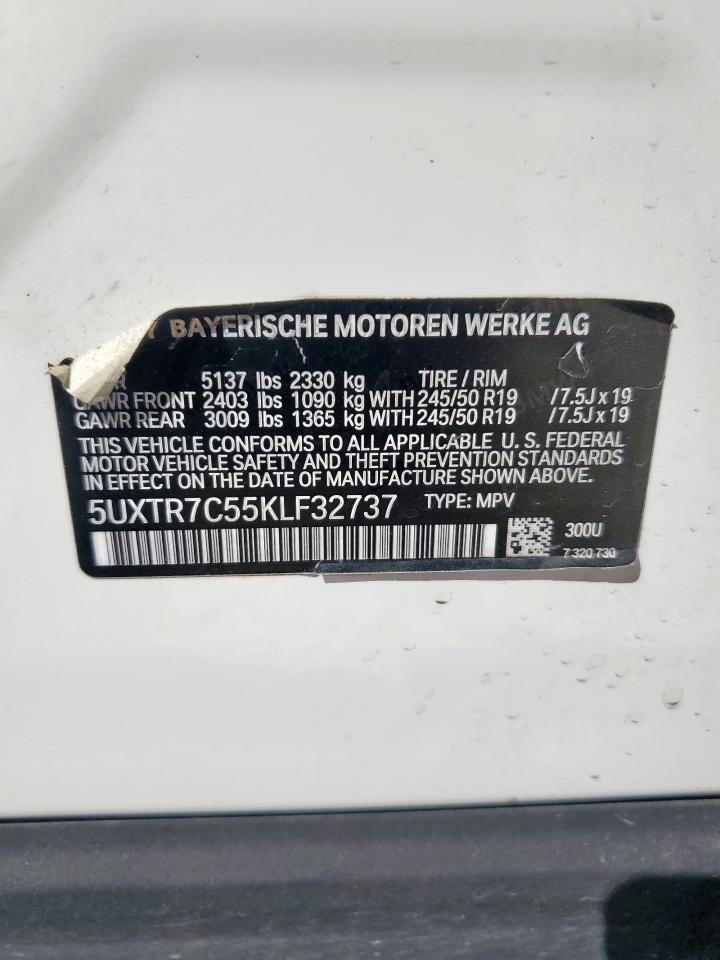 BAYERISCHE MOTOREN WERKE AG
5137 lbs 2330 kg TIRE / RIM
GAWR FRONT 2403 lbs 1090 kg WITH 245/50 R19 /7.5J x 19
GAWR REAR 3009 lbs 1365 kg WITH 245/50 R19 /7.5J x 19
THIS VEHICLE CONFORMS TO ALL APPLICABLE U. S. FEDERAL
MOTOR VEHICLE SAFETY AND THEFT PREVENTION STANDARDS
IN EFFECT ON THE DATE OF MANUFACTURE SHOWN ABOVE.
5UXTR7C55KLF32737 TYPE: MPV
300U
7 320 730